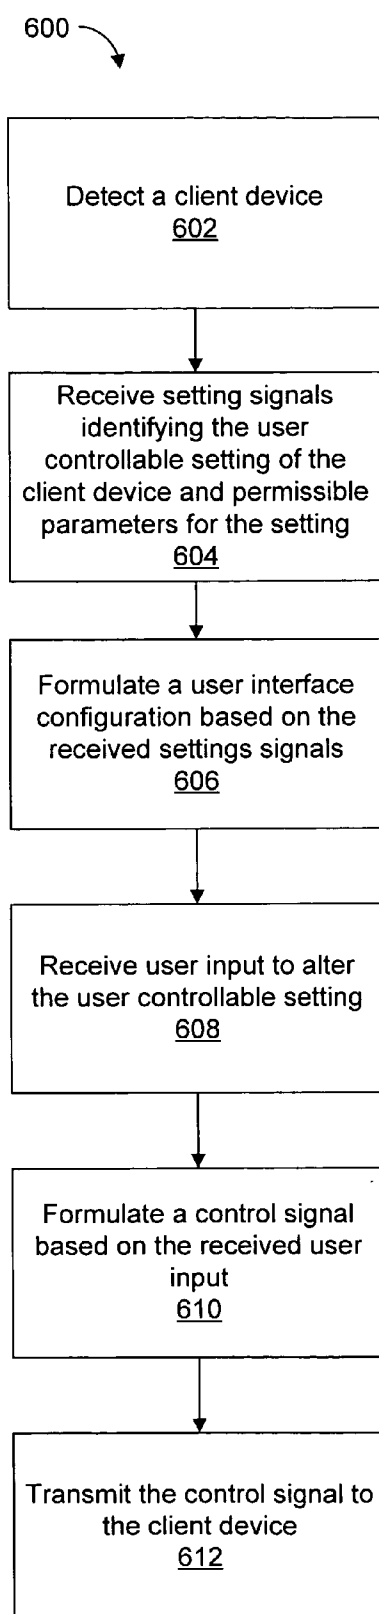 600
Detect a client device
602
Receive setting signals
identifying the user
controllable setting of the
client device and permissible
parameters for the setting
604
Formulate a user interface
configuration based on the
received settings signals
606
Receive user input to alter
the user controllable setting
608
Formulate a control signal
based on the received user
input
610
Transmit the control signal to
the client device
612